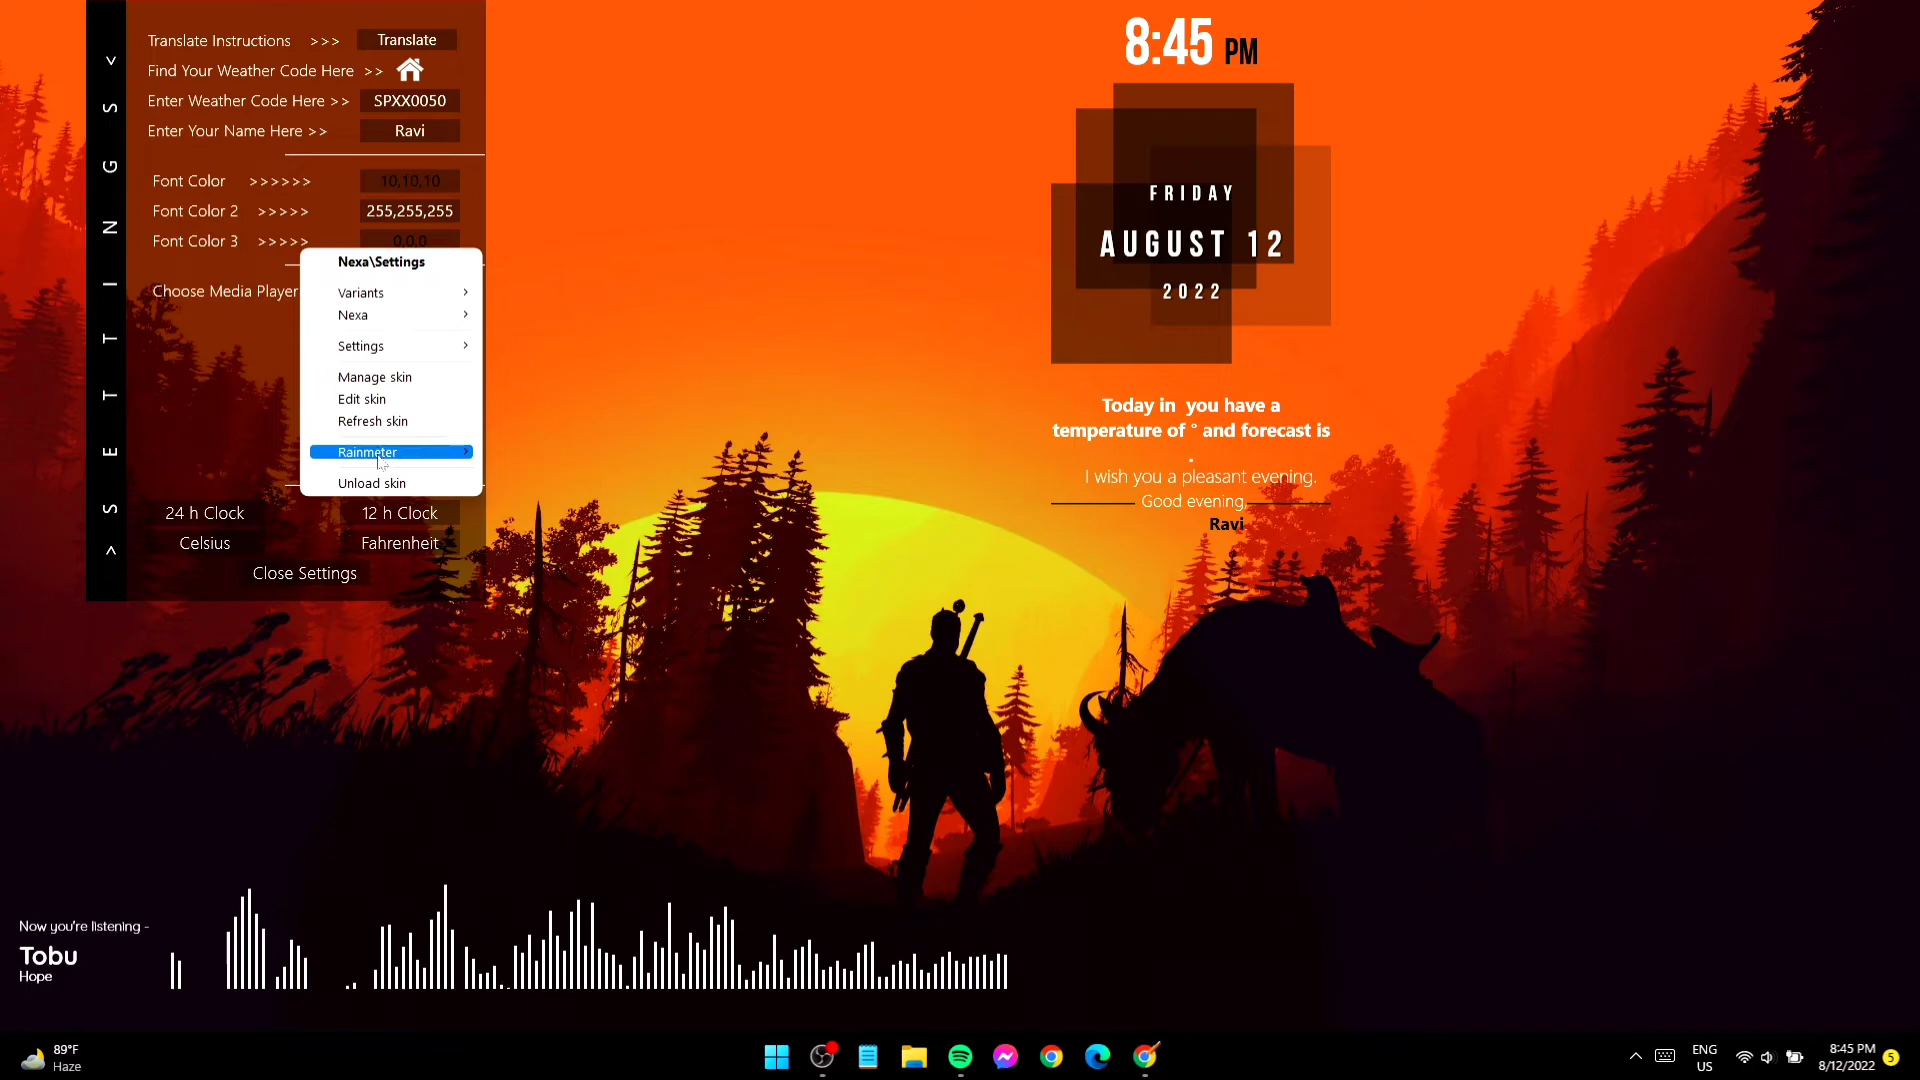 Translate Instructions >>> Translate
Find Your Weather Code Here >>
Enter Weather Code Here >> SPXX0050
Enter Your Name Here >> Ravi
Font Color >>>>>> 10,10,10
Font Color 2 >>>>> 255,255,255
Font Color 3 >>>>> 0,0,0
Choose Media Player
< SETTINGS >
Nexa\Settings
Variants
Nexa
Settings
Manage skin
Edit skin
Refresh skin
Rainmeter
Unload skin
24 h Clock 12 h Clock
Celsius Fahrenheit
Close Settings
8:45 PM
FRIDAY
AUGUST 12
2022
Today in you have a
temperature of ° and forecast is
.
I wish you a pleasant evening.
Good evening,
Ravi
Now you're listening -
Tobu
Hope
89°F
Haze
ENG
US
8:45 PM
8/12/2022
5